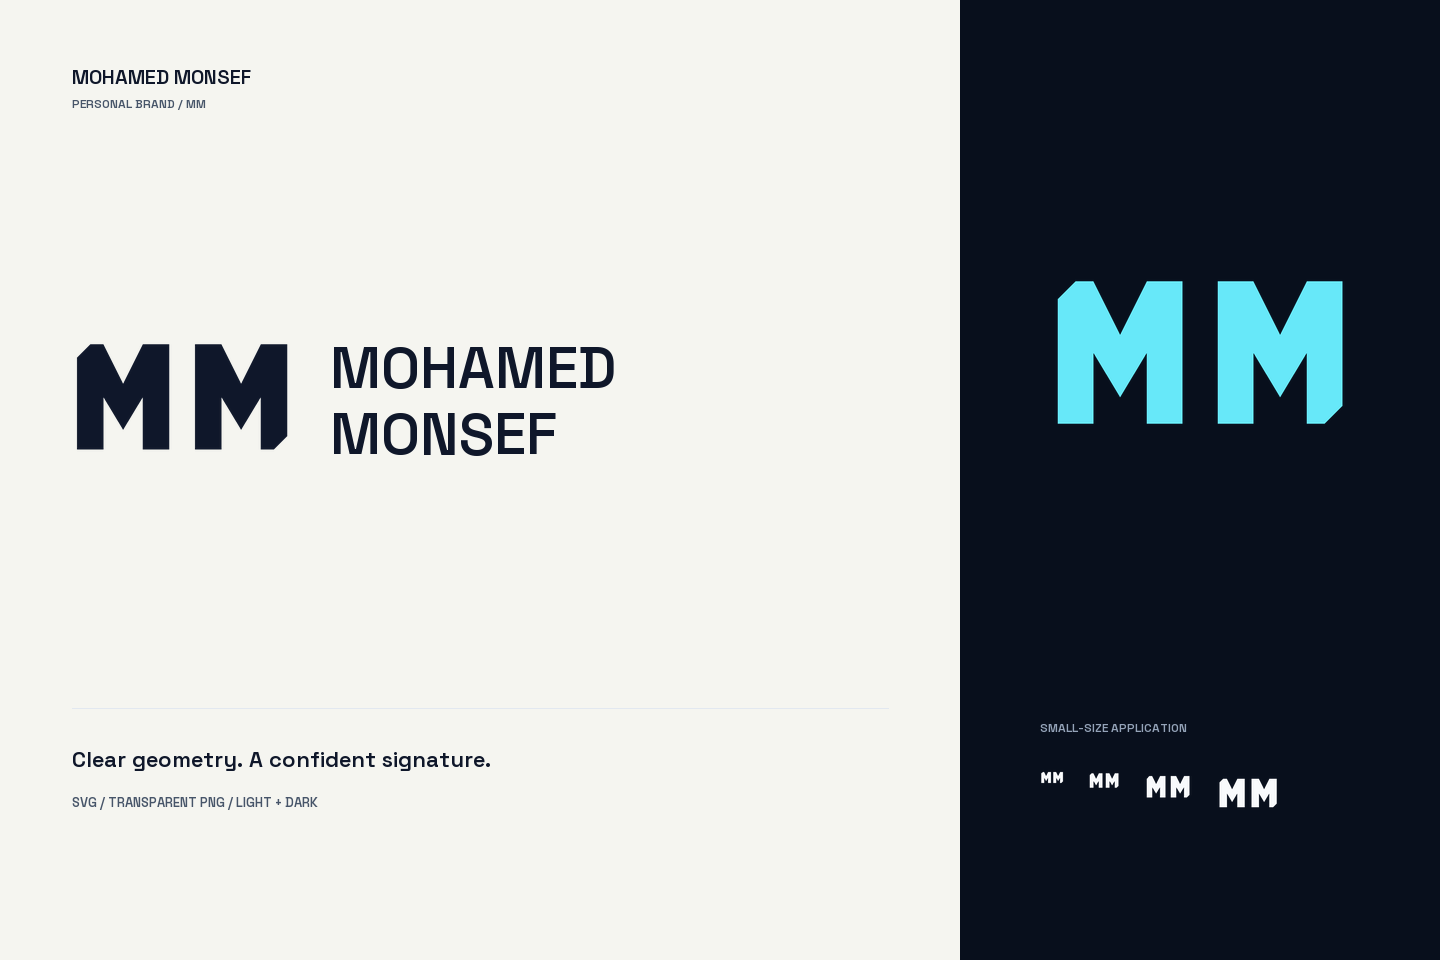 MOHAMED MONSEF
PERSONAL BRAND / MM
MM
MOHAMED
MONSEF
MM
Clear geometry. A confident signature.
SVG / TRANSPARENT PNG / LIGHT + DARK
SMALL-SIZE APPLICATION
MM MM MM MM